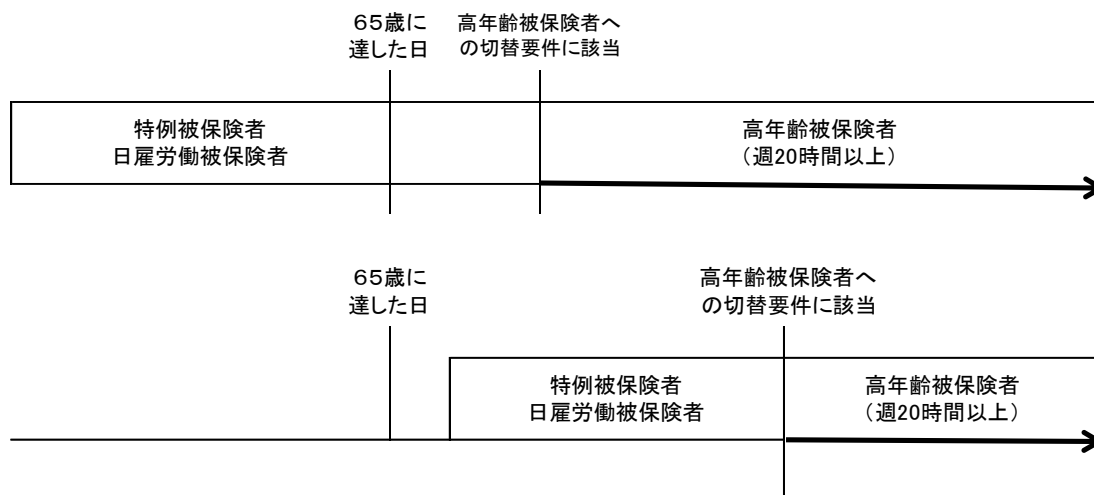 65歳に
達した日
高年齢被保険者へ
の切替要件に該当
特例被保険者
日雇労働被保険者
高年齢被保険者
（週20時間以上）
65歳に
達した日
高年齢被保険者へ
の切替要件に該当
特例被保険者
日雇労働被保険者
高年齢被保険者
（週20時間以上）